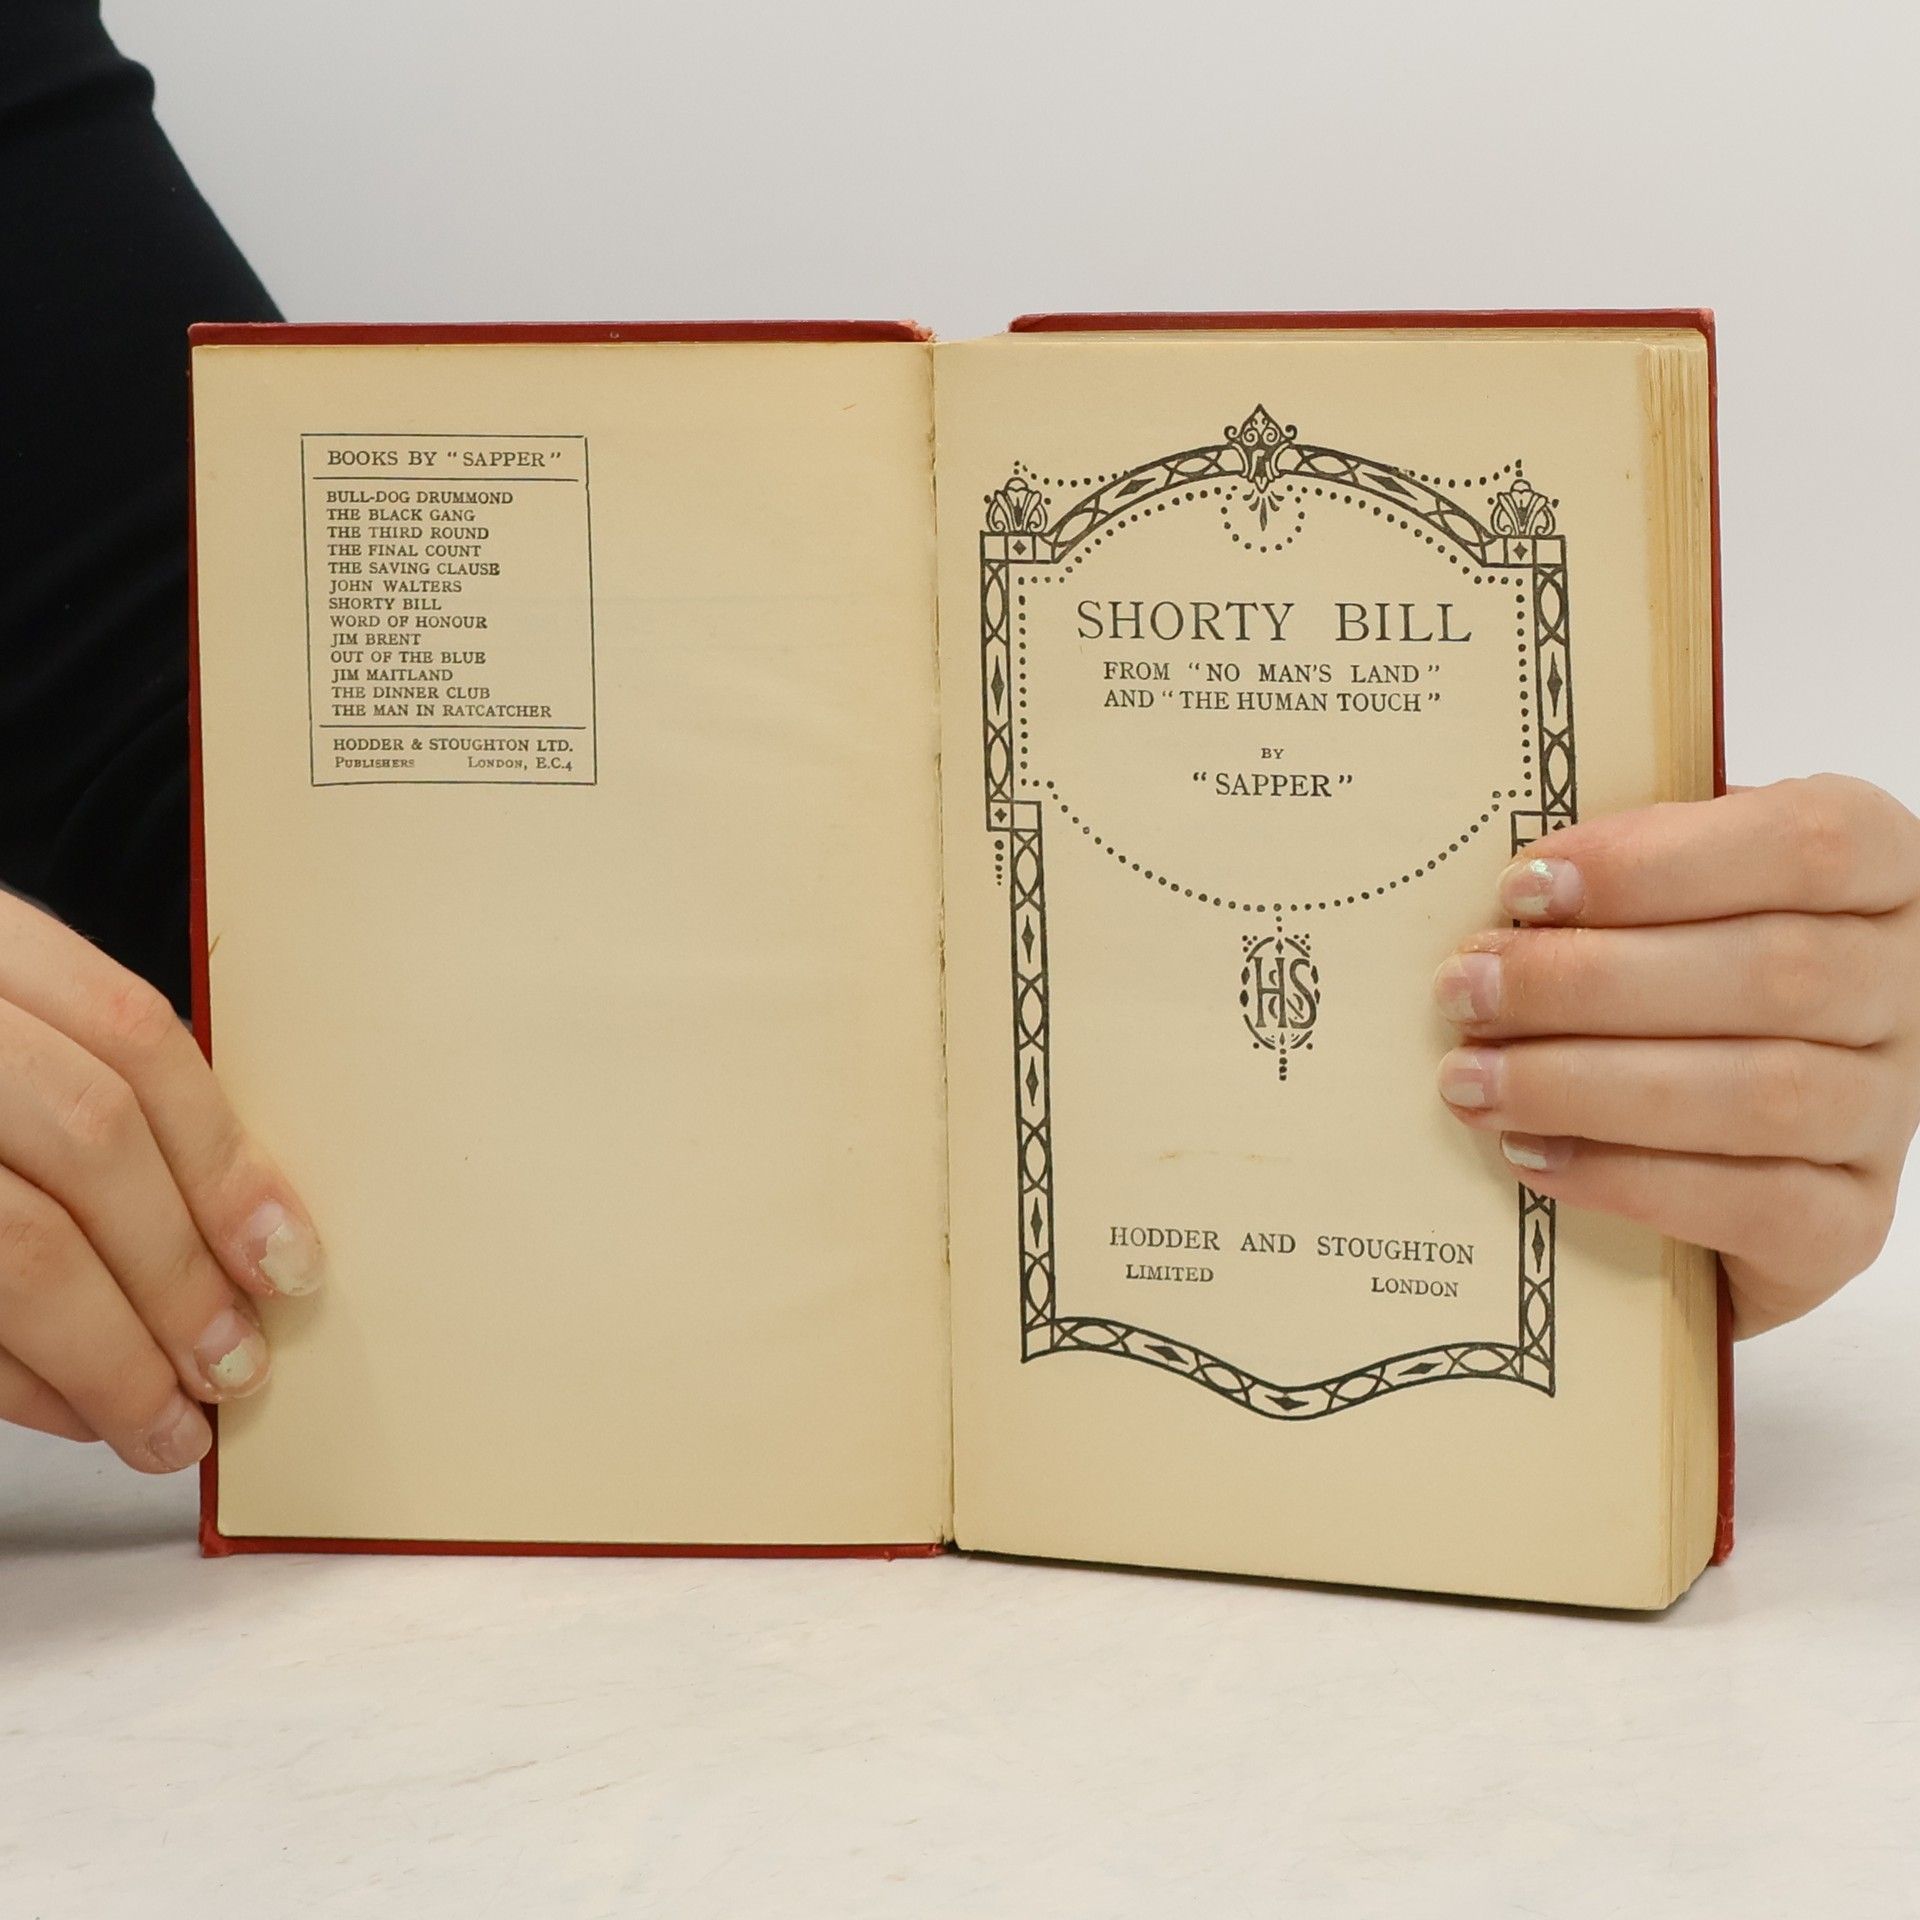 BOOKS BY "SAPPER"
BULL-DOG DRUMMOND
THE BLACK GANG
THE THIRD ROUND
THE FINAL COUNT
THE SAVING CLAUSE
JOHN WALTERS
SHORTY BILL
WORD OF HONOUR
JIM BRENT
OUT OF THE BLUE
JIM MAITLAND
THE DINNER CLUB
THE MAN IN RATCATCHER
HODDER & STOUGHTON LTD.
PUBLISHERS LONDON, E.C.4
SHORTY BILL
FROM "NO MAN'S LAND"
AND "THE HUMAN TOUCH"
BY
"SAPPER"
HS
HODDER AND STOUGHTON
LIMITED LONDON